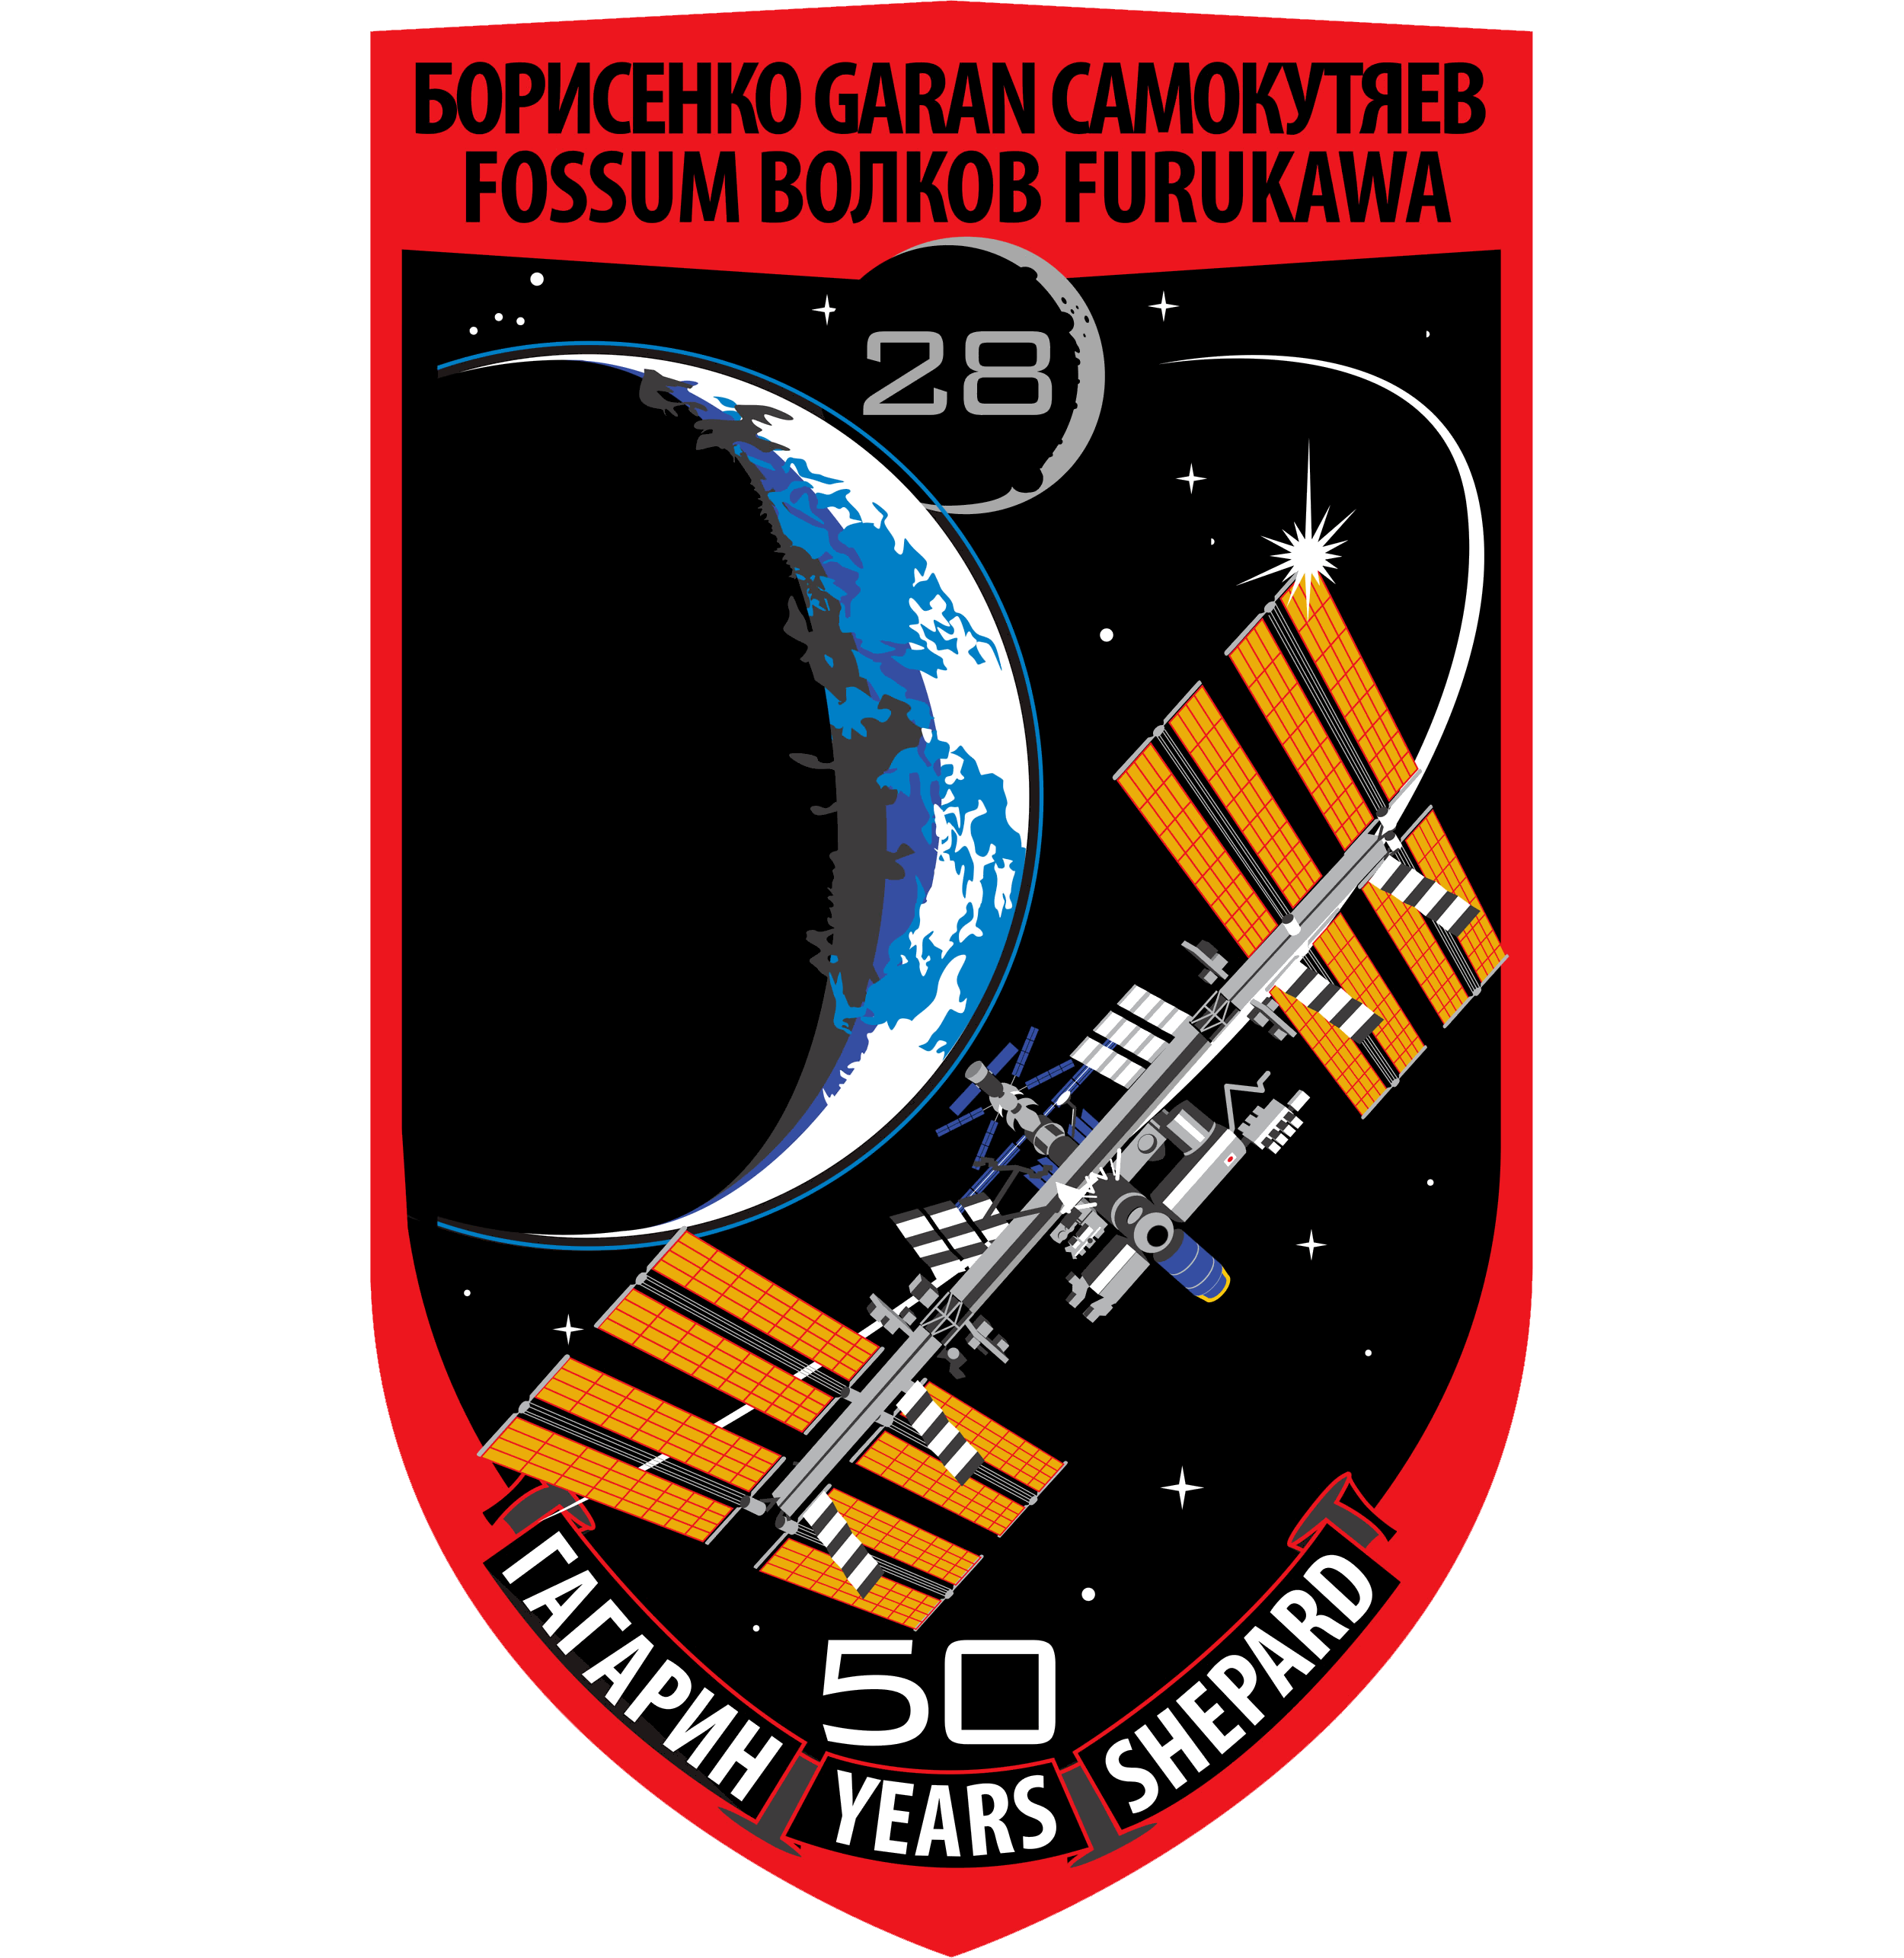 БОРИСЕНКО GARAN САМОКУТЯЕВ
FOSSUM ВОЛКОВ FURUKAWA
28
50
ГАГАРИН
YEARS
SHEPARD